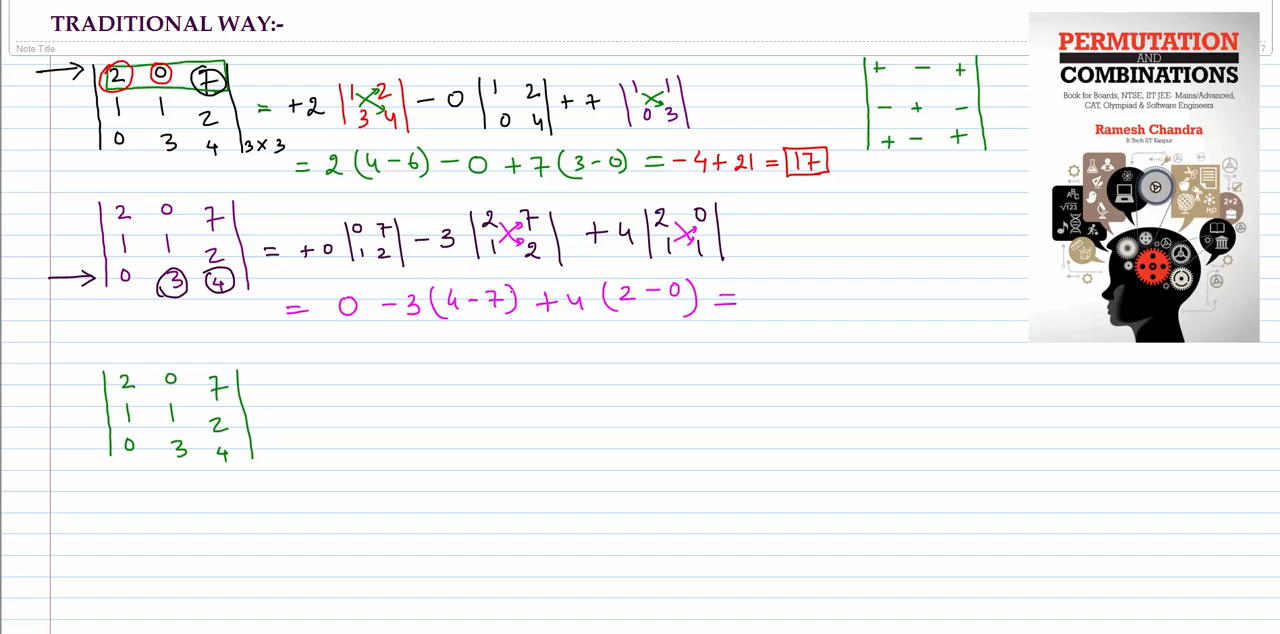 TRADITIONAL WAY:-
Note Title
7
| 2 0 7 |
| 1 1 2 |
| 0 3 4 | 3×3
= +2 |1 2; 3 4| - 0 |1 2; 0 4| + 7 |1 1; 0 3|
= 2(4-6) - 0 + 7(3-0) = -4+21 = 17
| + - + |
| - + - |
| + - + |
| 2 0 7 |
| 1 1 2 |
| 0 3 4 |
= +0 |0 7; 1 2| - 3 |2 7; 1 2| + 4 |2 0; 1 1|
= 0 - 3(4-7) + 4(2-0) =
| 2 0 7 |
| 1 1 2 |
| 0 3 4 |
PERMUTATION
AND
COMBINATIONS
Book for Boards, NTSE, IIT JEE- Mains/Advanced,
CAT, Olympiad & Software Engineers
Ramesh Chandra
B.Tech IIT Kanpur